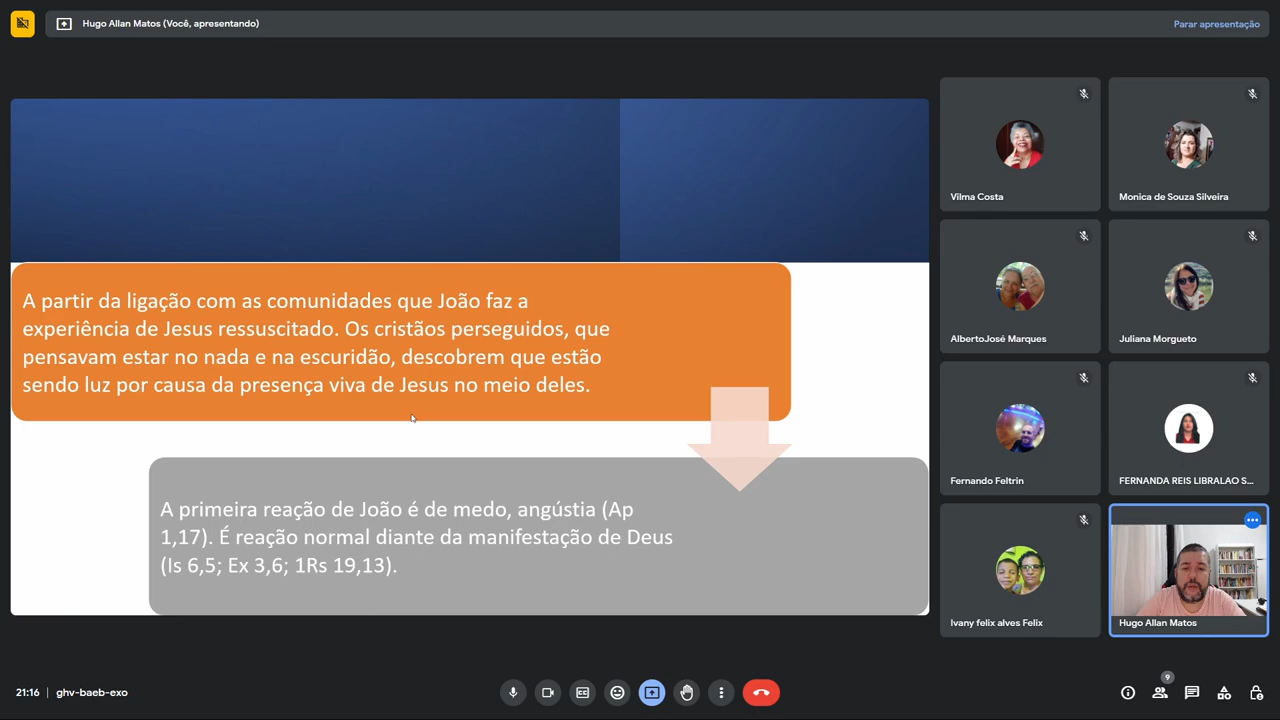 Hugo Allan Matos (Você, apresentando)
Parar apresentação
A partir da ligação com as comunidades que João faz a
experiência de Jesus ressuscitado. Os cristãos perseguidos, que
pensavam estar no nada e na escuridão, descobrem que estão
sendo luz por causa da presença viva de Jesus no meio deles.
A primeira reação de João é de medo, angústia (Ap
1,17). É reação normal diante da manifestação de Deus
(Is 6,5; Ex 3,6; 1Rs 19,13).
Vilma Costa
Monica de Souza Silveira
AlbertoJosé Marques
Juliana Morgueto
Fernando Feltrin
FERNANDA REIS LIBRALAO S...
Ivany felix alves Felix
Hugo Allan Matos
21:16 | ghv-baeb-exo
9